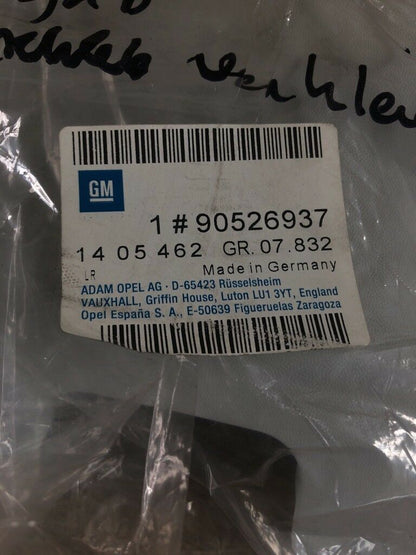 GM
1 # 90526937
14 05 462 GR. 07.832
LR
Made in Germany
ADAM OPEL AG · D-65423 Rüsselsheim
VAUXHALL, Griffin House, Luton LU1 3YT, England
Opel España S. A., E-50639 Figueruelas Zaragoza